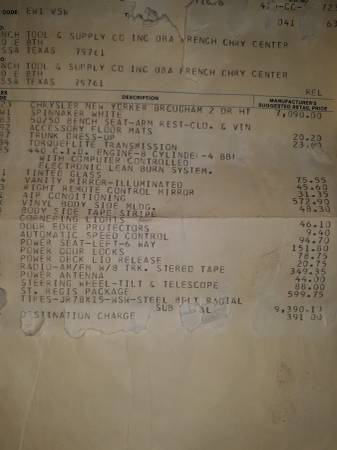 CODE: EW1 V5W
041 63
NCH TOOL & SUPPLY CO INC DBA FRENCH CHRY CENTER
E 8TH
TEXAS 79761
NCH TOOL & SUPPLY CO INC DBA FRENCH CHRY CENTER
E 8TH
SSA TEXAS 79761
REL
DESCRIPTION MANUFACTURER'S SUGGESTED RETAIL PRICE
CHRYSLER NEW YORKER BROUGHAM 2 DR HT 7,090.00
SPINNAKER WHITE
50/50 BENCH SEAT-ARM REST-CLO. & VIN
ACCESSORY FLOOR MATS 20.20
TRUNK DRESS-UP 23.00
TORQUEFLITE TRANSMISSION
440 C.I.D. ENGINE-8 CYLINDER-4 BBL
WITH COMPUTER CONTROLLED
ELECTRONIC LEAN BURN SYSTEM.
TINTED GLASS 75.55
VANITY MIRROR-ILLUMINATED 45.60
RIGHT REMOTE CONTROL MIRROR 31.35
AIR CONDITIONING 572.90
VINYL BODY SIDE MLDG. 48.30
BODY SIDE TAPE STRIPE
CORNERING LIGHTS 46.10
DOOR EDGE PROTECTORS 9.40
AUTOMATIC SPEED CONTROL 94.70
POWER SEAT-LEFT-6 WAY 151.80
POWER DOOR LOCKS 78.75
POWER DECK LID RELEASE 20.75
RADIO-AM/FM W/8 TRK. STEREO TAPE 349.35
POWER ANTENNA 44.00
STEERING WHEEL-TILT & TELESCOPE 88.00
ST. REGIS PACKAGE 599.75
TIRES-JR78X15-WSW-STEEL BELT RADIAL
SUB TOTAL 9,390.10
DESTINATION CHARGE 391.00